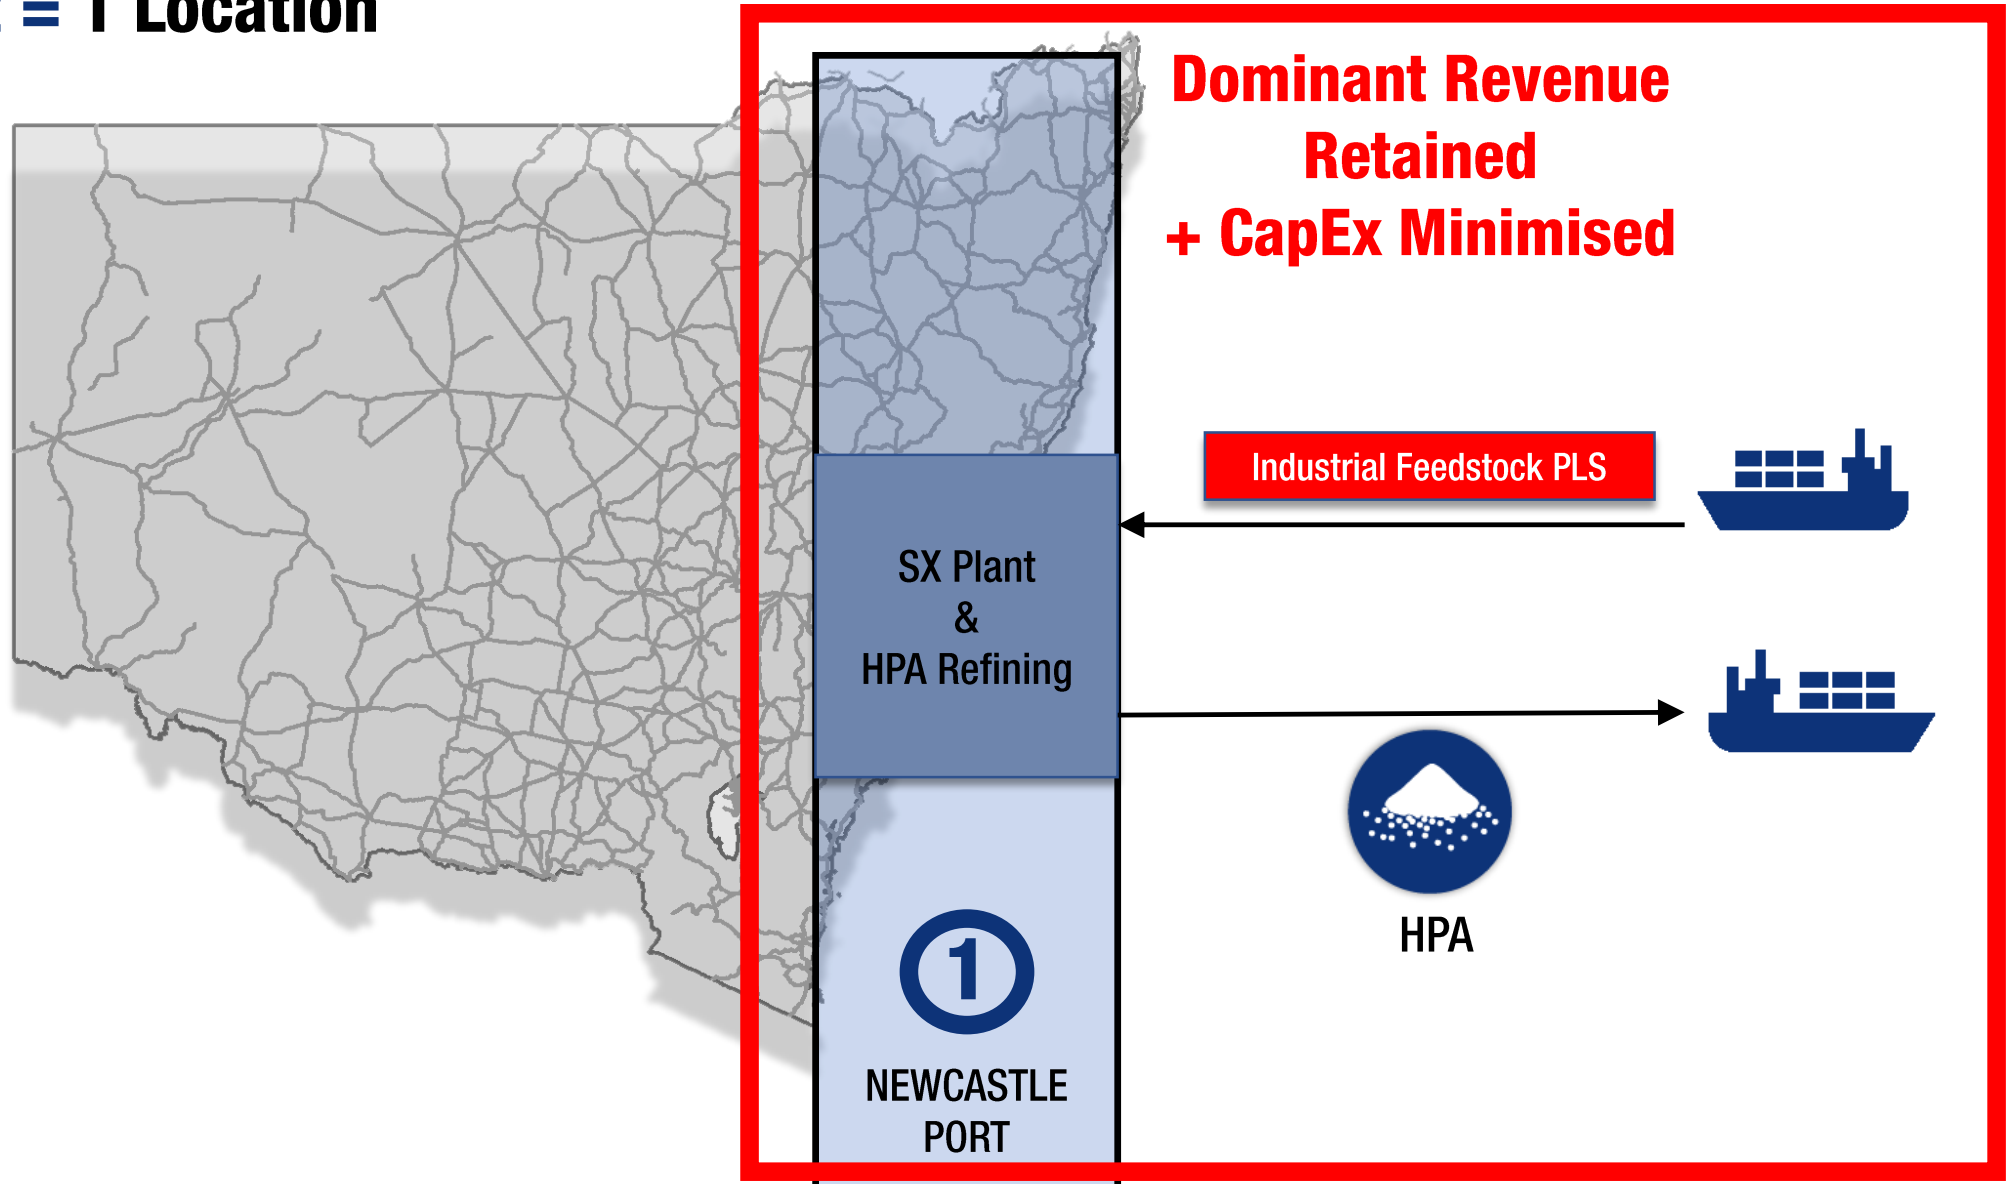 = 1 Location
Dominant Revenue
Retained
+ CapEx Minimised
Industrial Feedstock PLS
SX Plant
&
HPA Refining
HPA
1
NEWCASTLE
PORT